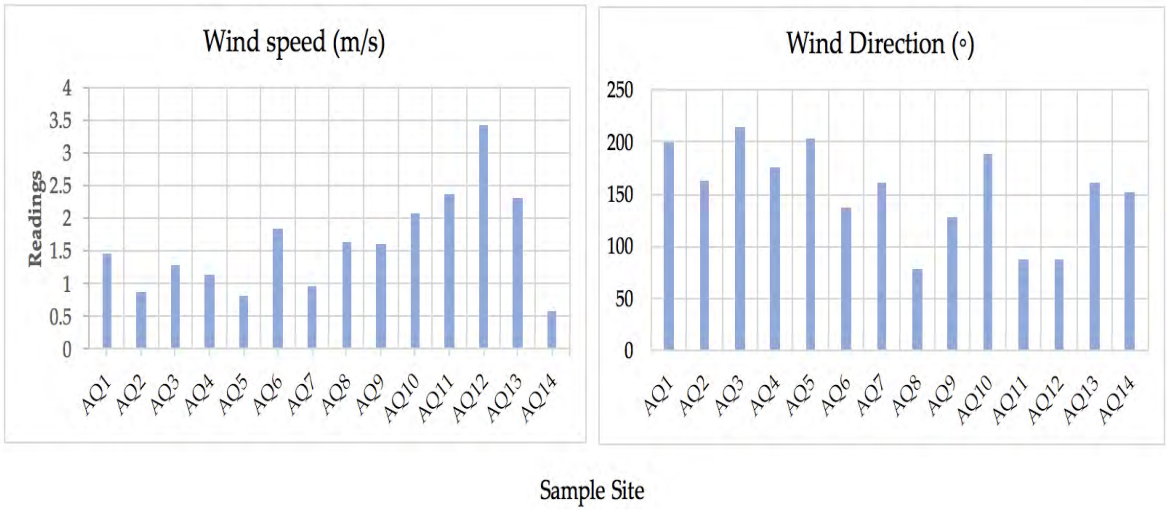 Wind speed (m/s)
Readings
4
3.5
3
2.5
2
1.5
1
0.5
0
AQ1 AQ2 AQ3 AQ4 AQ5 AQ6 AQ7 AQ8 AQ9 AQ10 AQ11 AQ12 AQ13 AQ14
Wind Direction (°)
250
200
150
100
50
0
AQ1 AQ2 AQ3 AQ4 AQ5 AQ6 AQ7 AQ8 AQ9 AQ10 AQ11 AQ12 AQ13 AQ14
Sample Site